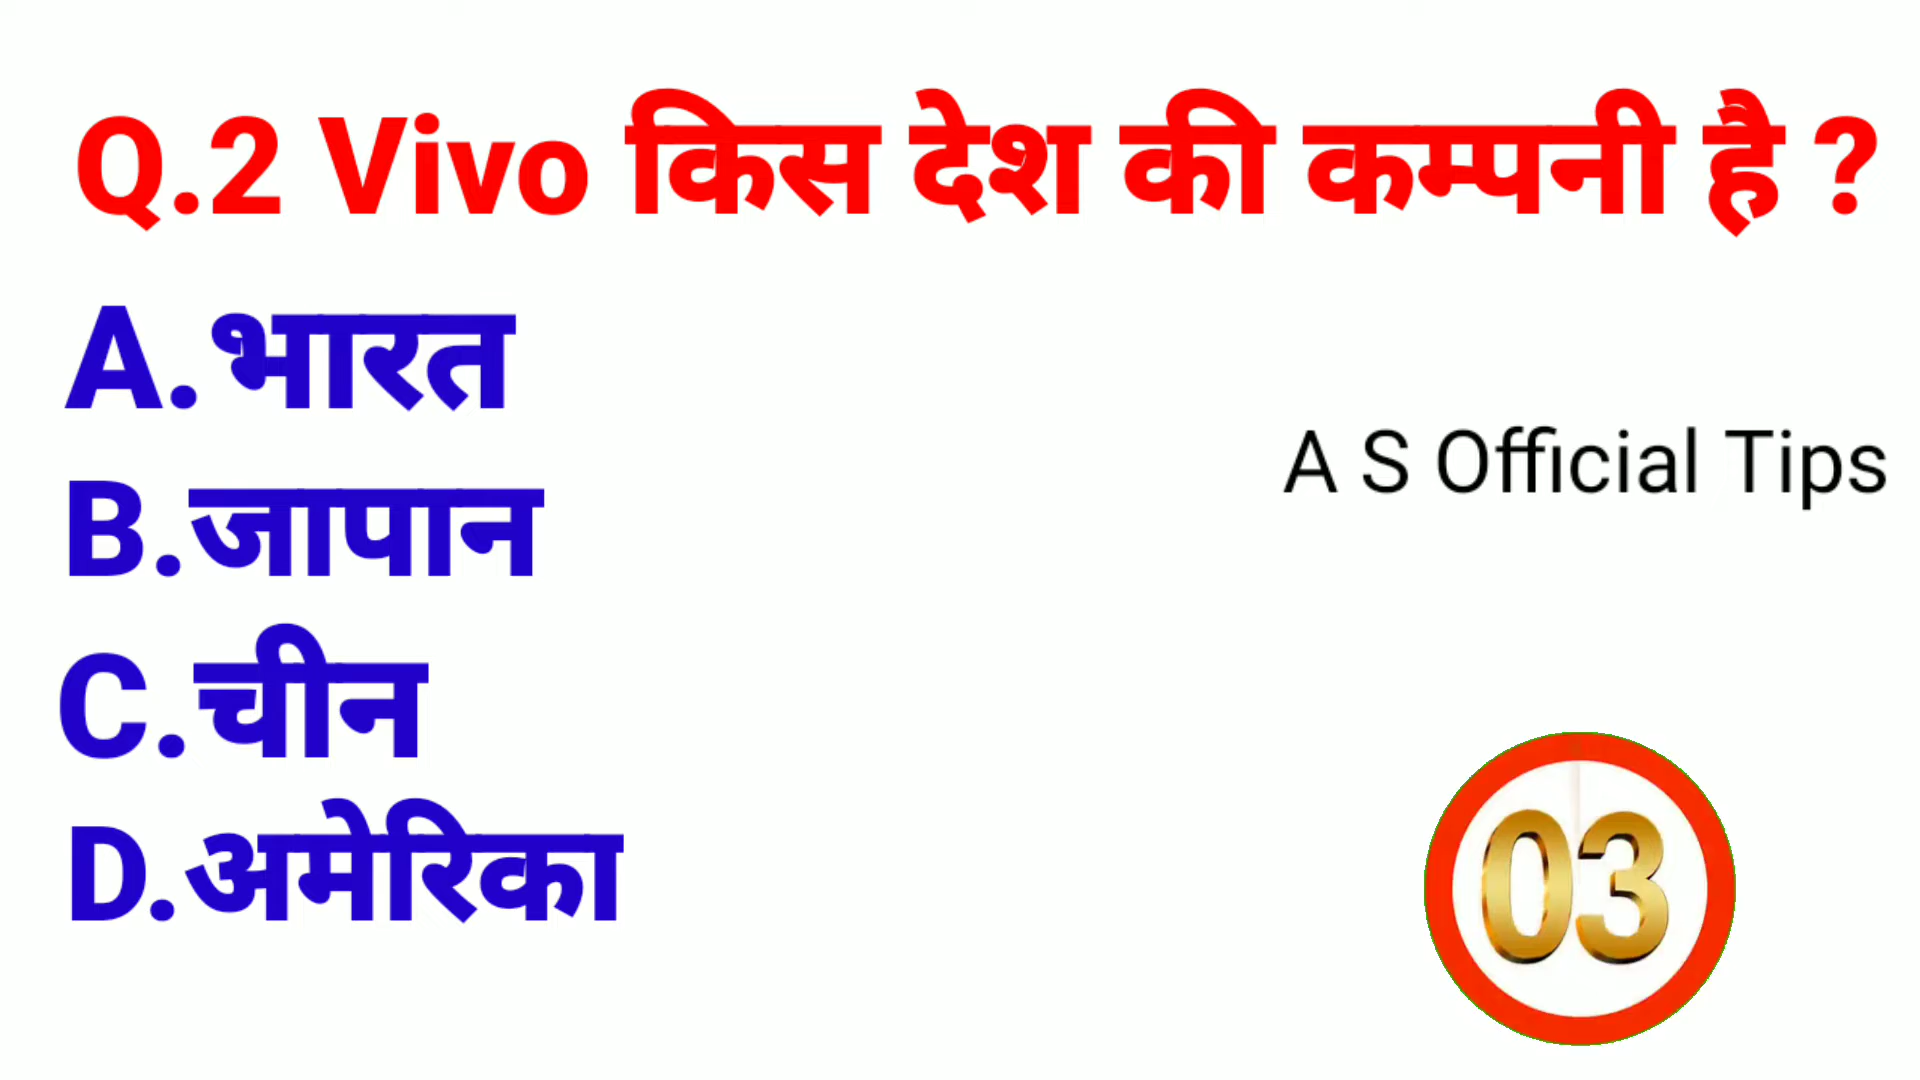 Q.2 Vivo किस देश की कम्पनी है ?
A.भारत
A S Official Tips
B.जापान
C.चीन
D.अमेरिका
03